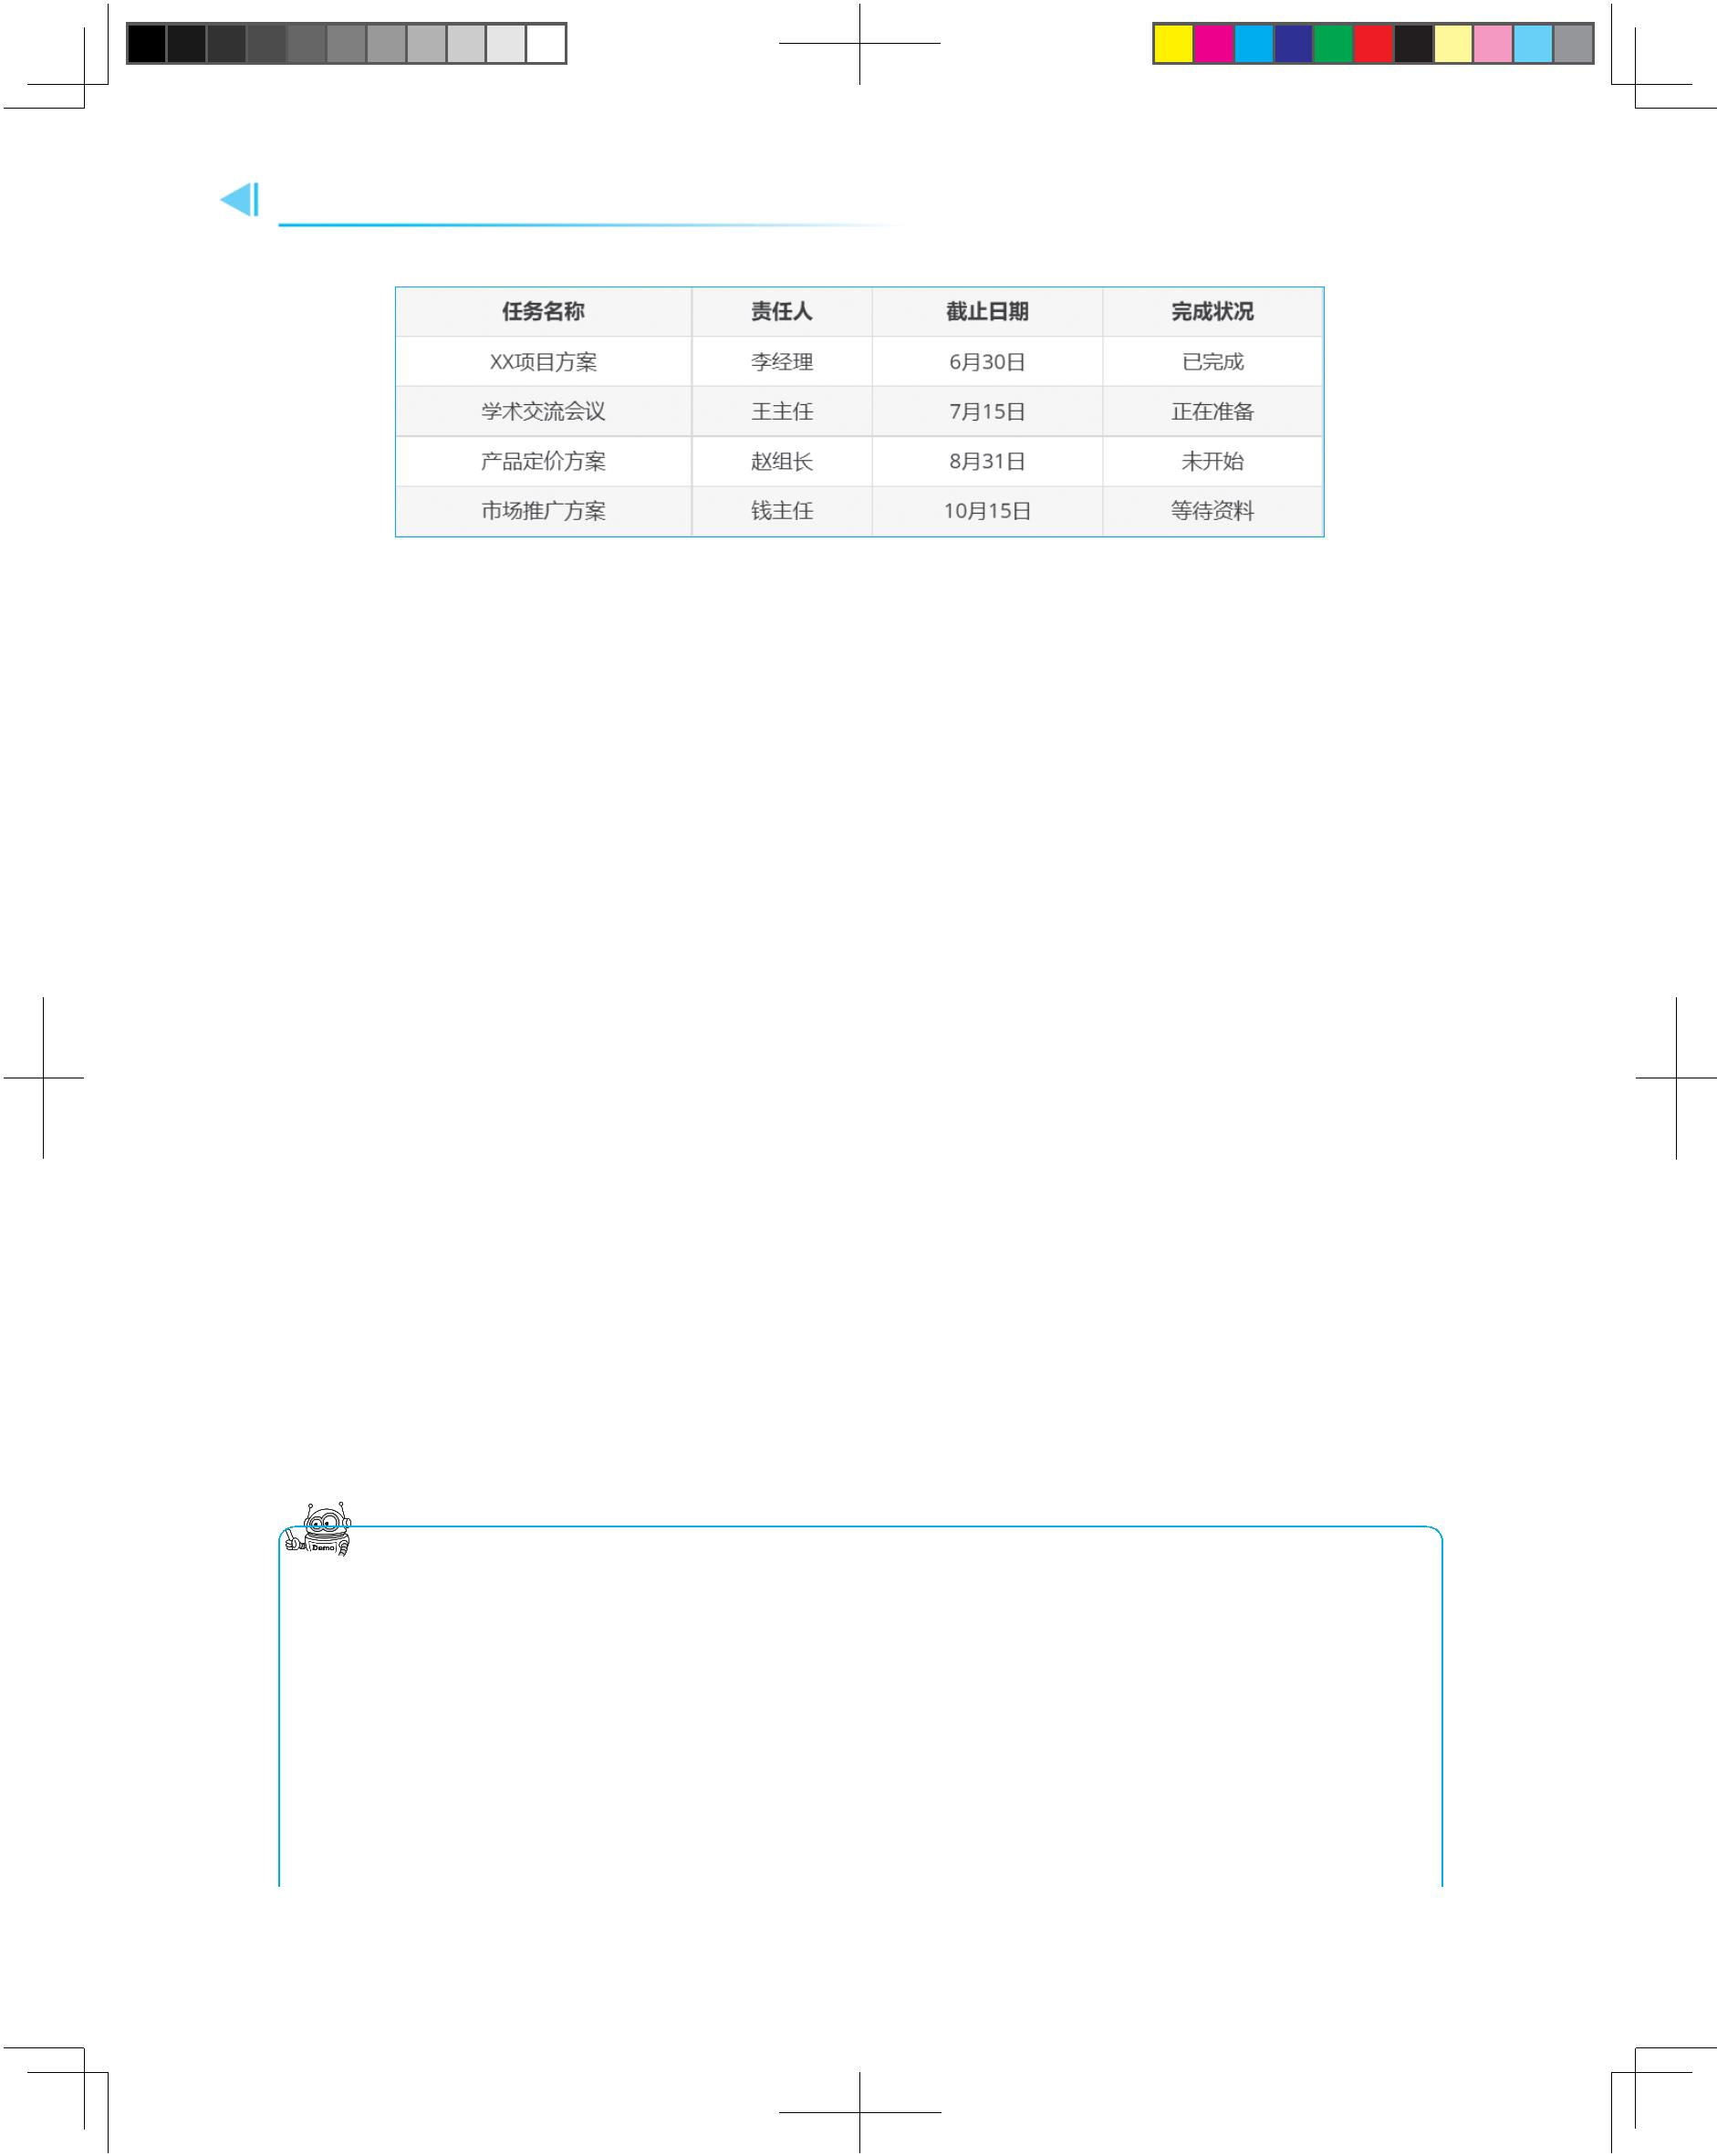 任务名称 责任人 截止日期 完成状况
XX项目方案 李经理 6月30日 已完成
学术交流会议 王主任 7月15日 正在准备
产品定价方案 赵组长 8月31日 未开始
市场推广方案 钱主任 10月15日 等待资料
Demo